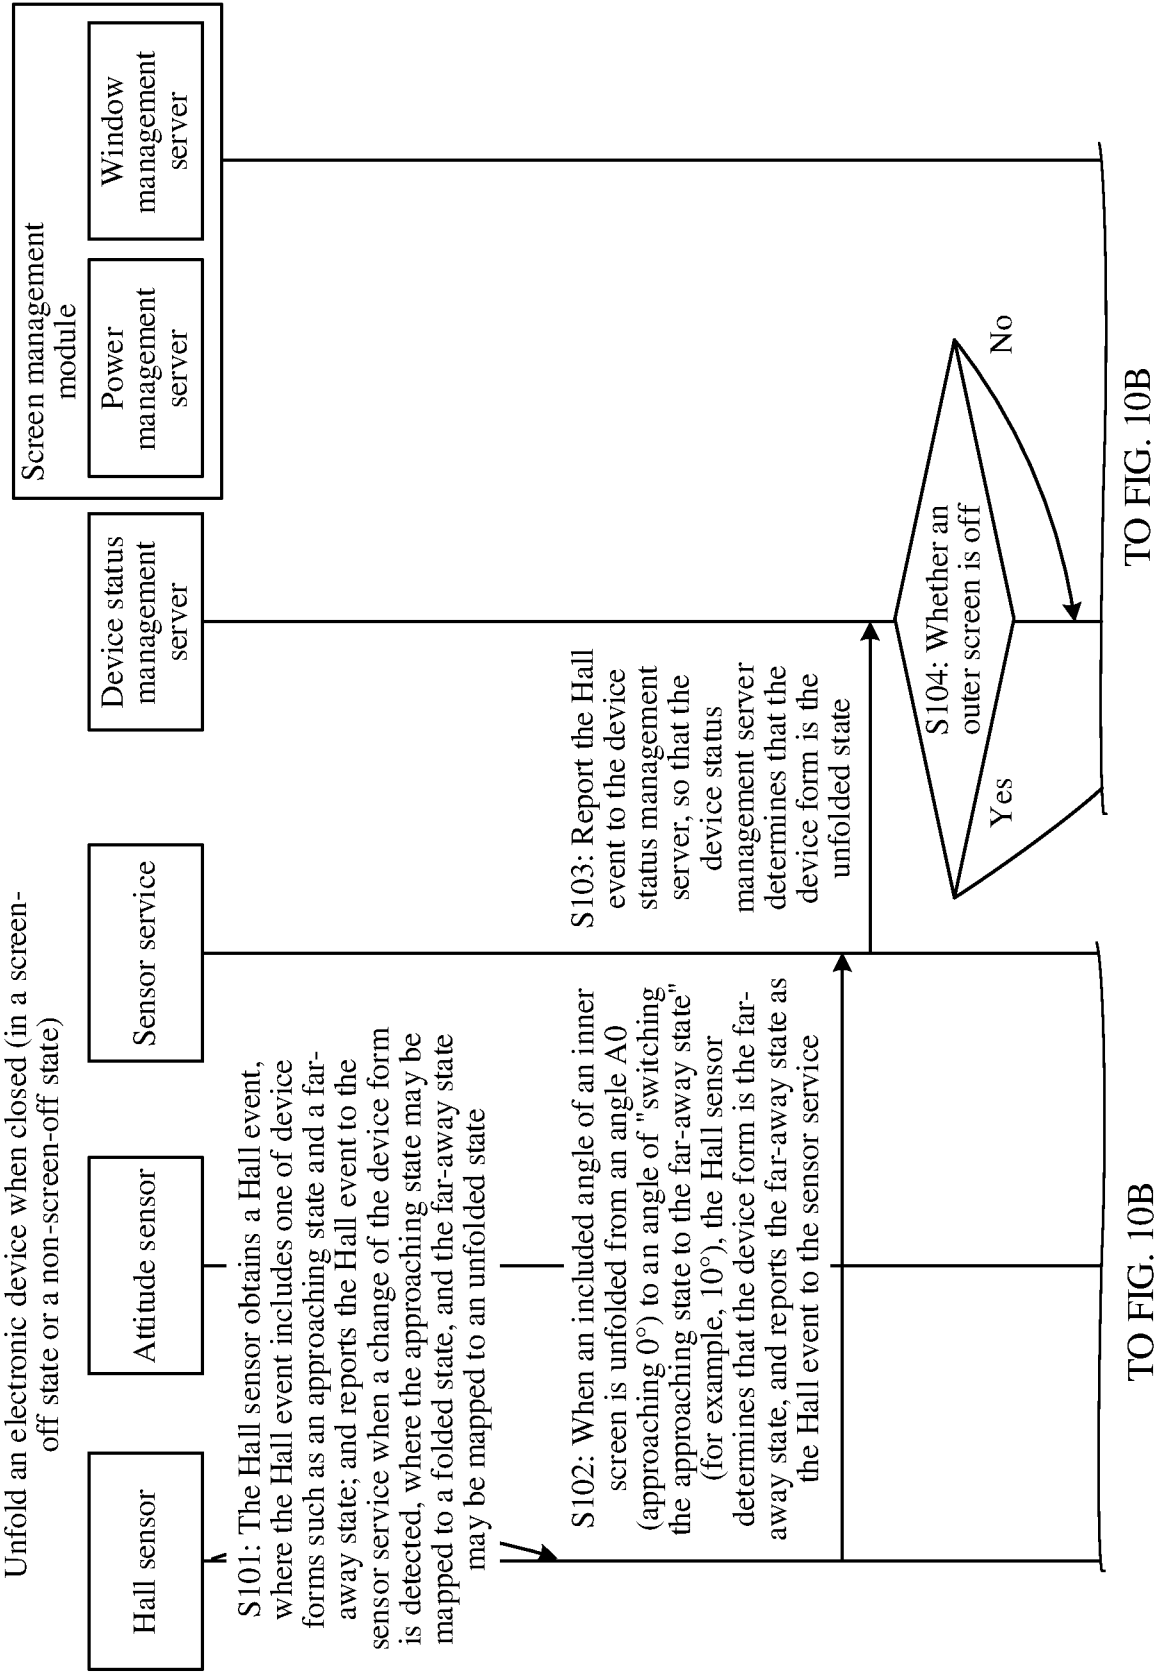 Unfold an electronic device when closed (in a screen-
off state or a non-screen-off state)
Screen management
module
Hall sensor
Attitude sensor
Sensor service
Device status
management
server
Power
management
server
Window
management
server
S101: The Hall sensor obtains a Hall event,
where the Hall event includes one of device
forms such as an approaching state and a far-
away state; and reports the Hall event to the
sensor service when a change of the device form
is detected, where the approaching state may be
mapped to a folded state, and the far-away state
may be mapped to an unfolded state
S102: When an included angle of an inner
screen is unfolded from an angle A0
(approaching 0°) to an angle of "switching
the approaching state to the far-away state"
(for example, 10°), the Hall sensor
determines that the device form is the far-
away state, and reports the far-away state as
the Hall event to the sensor service
S103: Report the Hall
event to the device
status management
server, so that the
device status
management server
determines that the
device form is the
unfolded state
S104: Whether an
outer screen is off
Yes
No
TO FIG. 10B
TO FIG. 10B